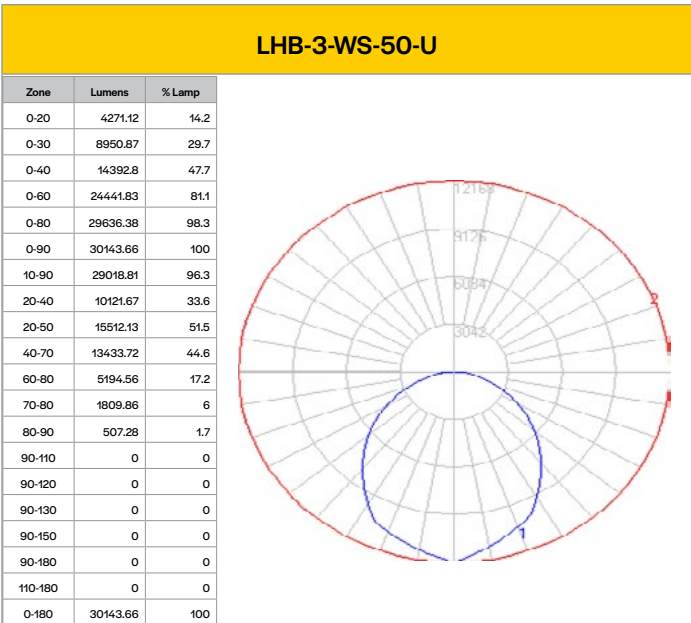 LHB-3-WS-50-U
Zone Lumens % Lamp
0-20 4271.12 14.2
0-30 8950.87 29.7
0-40 14392.8 47.7
0-60 24441.83 81.1
0-80 29636.38 98.3
0-90 30143.66 100
10-90 29018.81 96.3
20-40 10121.67 33.6
20-50 15512.13 51.5
40-70 13433.72 44.6
60-80 5194.56 17.2
70-80 1809.86 6
80-90 507.28 1.7
90-110 0 0
90-120 0 0
90-130 0 0
90-150 0 0
90-180 0 0
110-180 0 0
0-180 30143.66 100
12168
9126
6084
3042
2
1